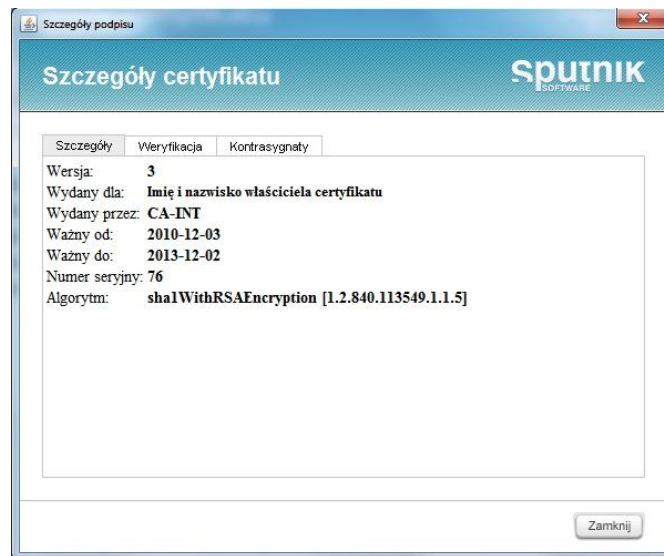 Szczegóły podpisu
Szczegóły certyfikatu
Sputnik
SOFTWARE
Szczegóły Weryfikacja Kontrasygnaty
Wersja: 3
Wydany dla: Imię i nazwisko właściciela certyfikatu
Wydany przez: CA-INT
Ważny od: 2010-12-03
Ważny do: 2013-12-02
Numer seryjny: 76
Algorytm: sha1WithRSAEncryption [1.2.840.113549.1.1.5]
Zamknij